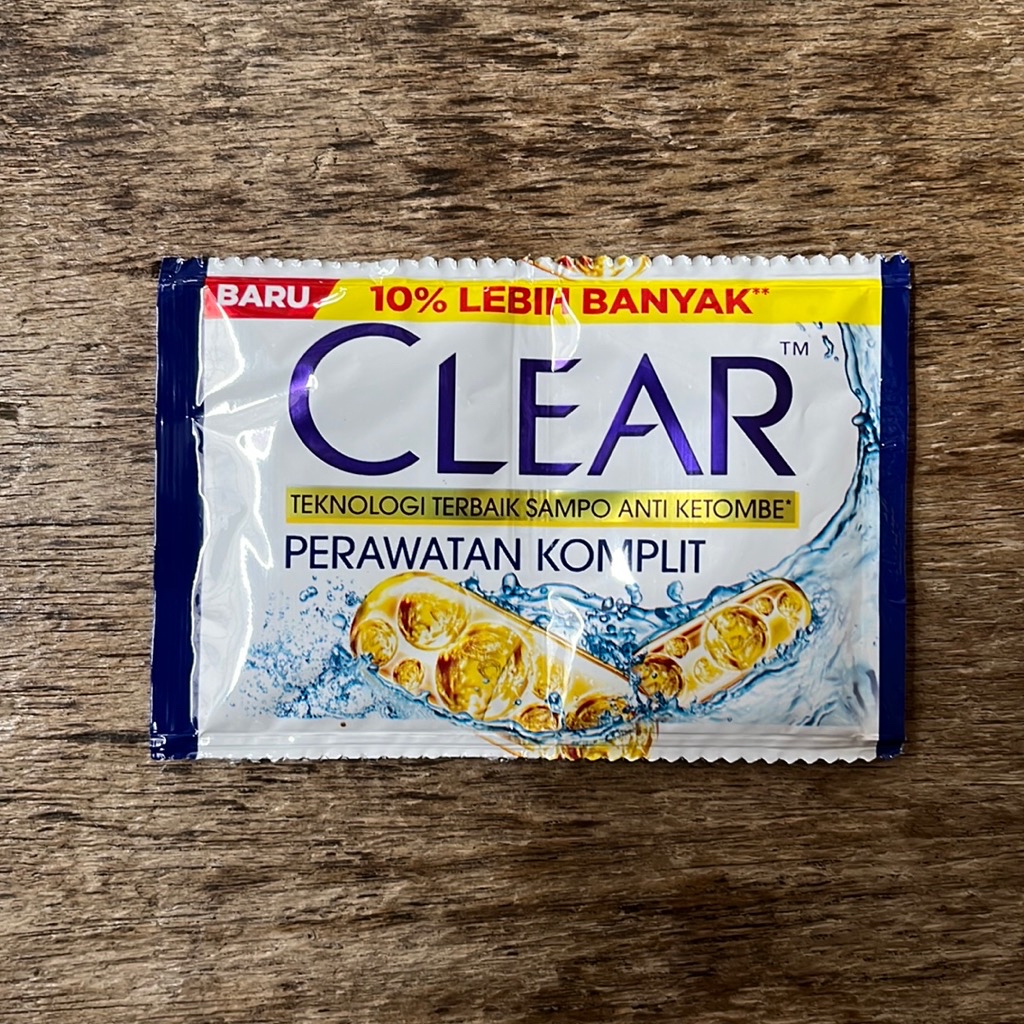 BARU
10% LEBIH BANYAK**
CLEAR™
TEKNOLOGI TERBAIK SAMPO ANTI KETOMBE*
PERAWATAN KOMPLIT